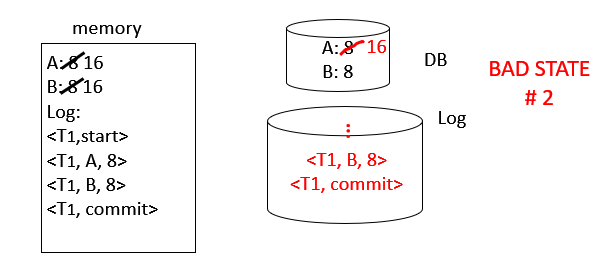 memory
A: 8 16
B: 8 16
Log:
<T1,start>
<T1, A, 8>
<T1, B, 8>
<T1, commit>
A: 8 16
B: 8
DB
Log
⋮
<T1, B, 8>
<T1, commit>
BAD STATE
# 2